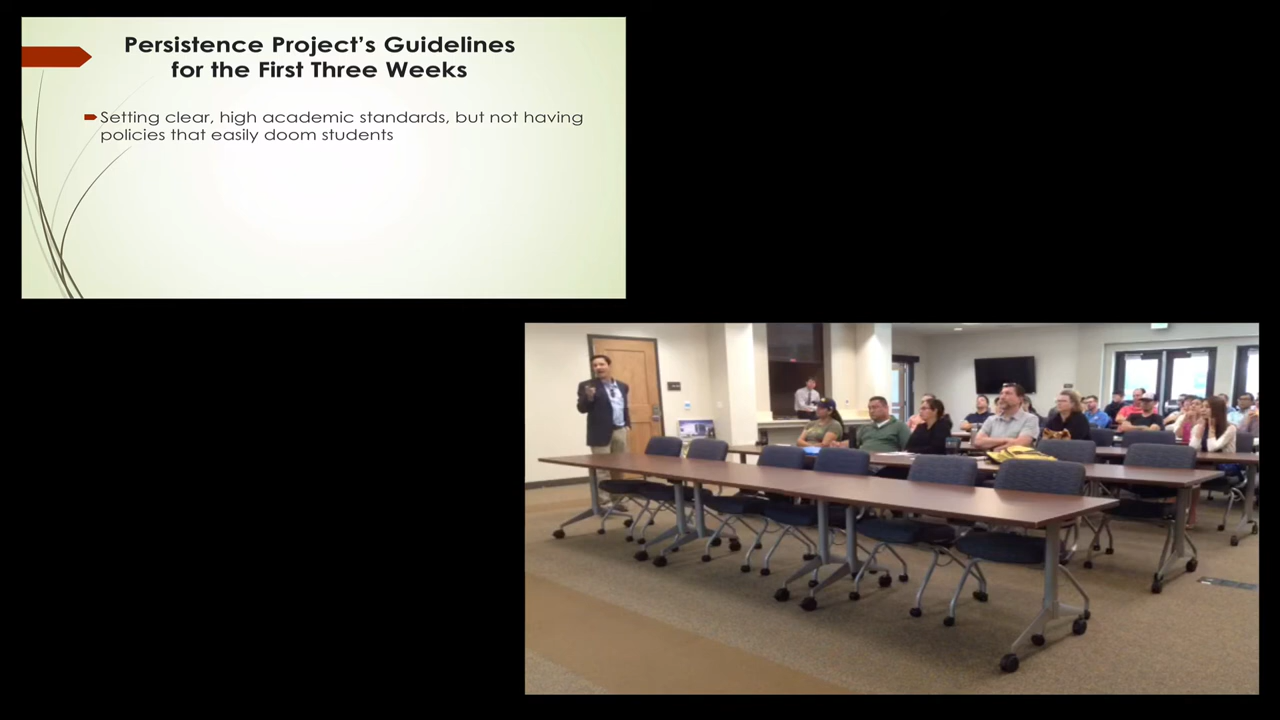 Persistence Project's Guidelines
for the First Three Weeks
Setting clear, high academic standards, but not having
policies that easily doom students